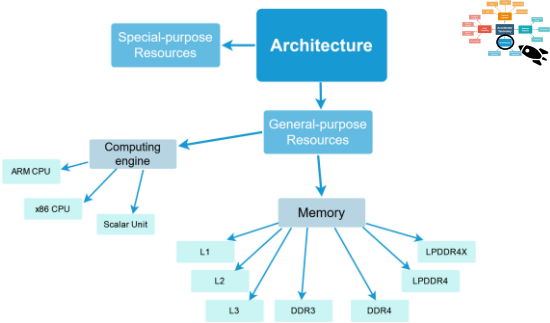 Special-purpose
Resources
Architecture
General-purpose
Resources
Computing
engine
ARM CPU
x86 CPU
Scalar Unit
Memory
L1
L2
L3
DDR3
DDR4
LPDDR4
LPDDR4X